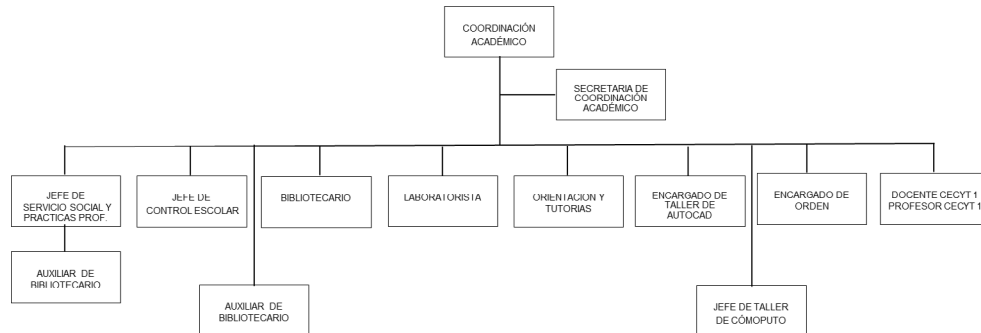 COORDINACIÓN
ACADÉMICO
SECRETARIA DE
COORDINACIÓN
ACADÉMICO
JEFE DE
SERVICIO SOCIAL Y
PRACTICAS PROF.
JEFE DE
CONTROL ESCOLAR
BIBLIOTECARIO
LABORATORISTA
ORIENTACION Y
TUTORIAS
ENCARGADO DE
TALLER DE
AUTOCAD
ENCARGADO DE
ORDEN
DOCENTE CECYT 1
PROFESOR CECYT 1
AUXILIAR DE
BIBLIOTECARIO
AUXILIAR DE
BIBLIOTECARIO
JEFE DE TALLER
DE CÓMOPUTO